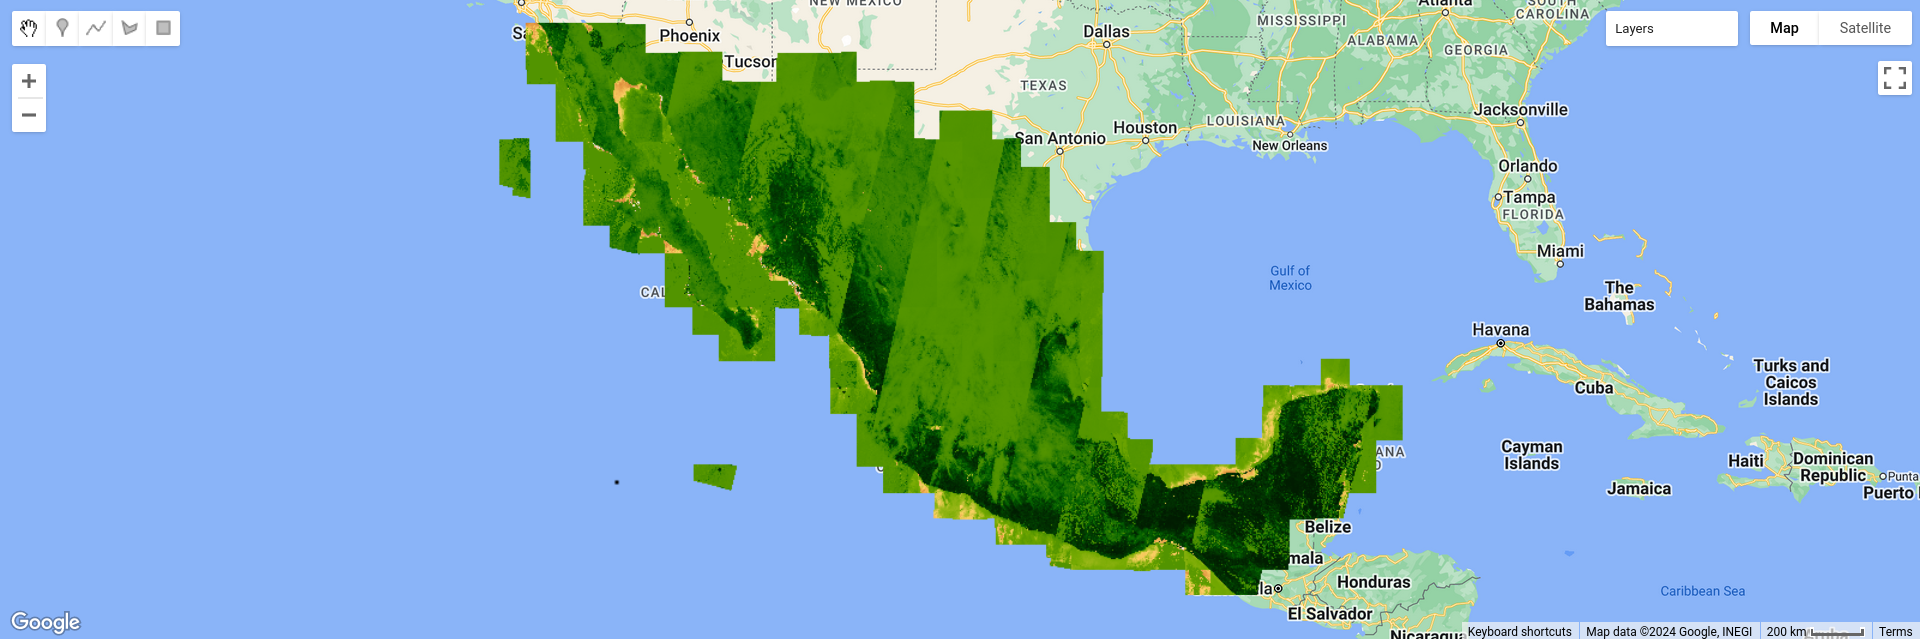 NEW MEXICO
Atlanta
SOUTH
CAROLINA
MISSISSIPPI
Layers
Map
Satellite
Phoenix
Dallas
ALABAMA
GEORGIA
Tucson
TEXAS
Jacksonville
LOUISIANA
Houston
San Antonio
New Orleans
Orlando
Tampa
FLORIDA
Miami
Gulf of
Mexico
The
Bahamas
CAL
Havana
Turks and
Caicos
Islands
Cuba
Cayman
Islands
ANA
Haiti
Dominican
Republic
Punta
Jamaica
Puerto
Belize
mala
Honduras
la
Caribbean Sea
El Salvador
Nicaragu
Google
Keyboard shortcuts
Map data ©2024 Google, INEGI
200 km
Terms